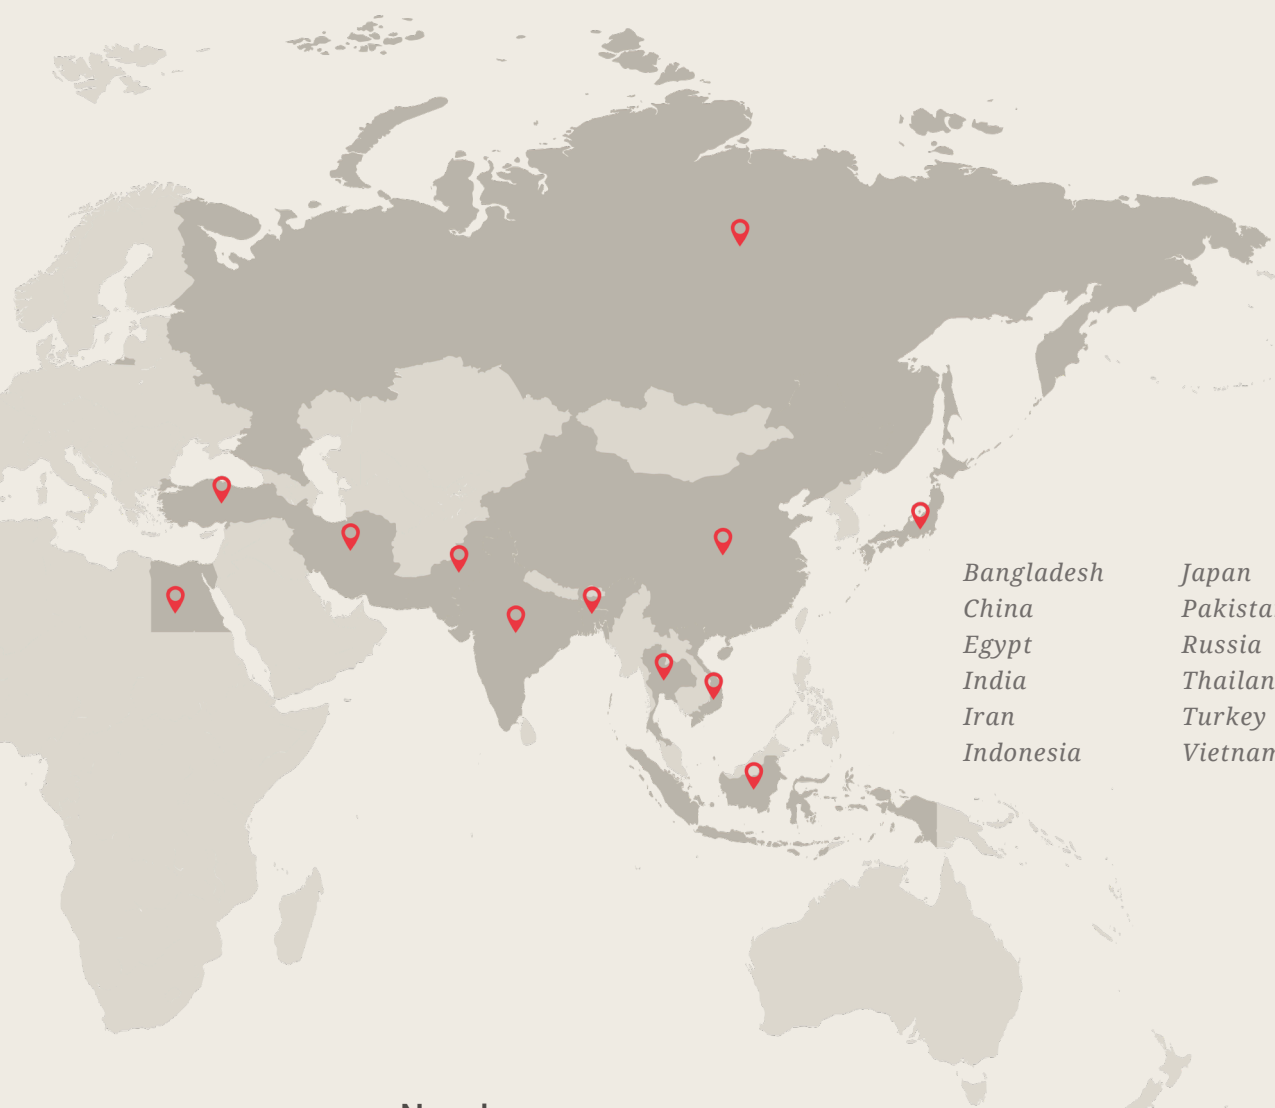 Bangladesh
China
Egypt
India
Iran
Indonesia
Japan
Pakista
Russia
Thailan
Turkey
Vietnam